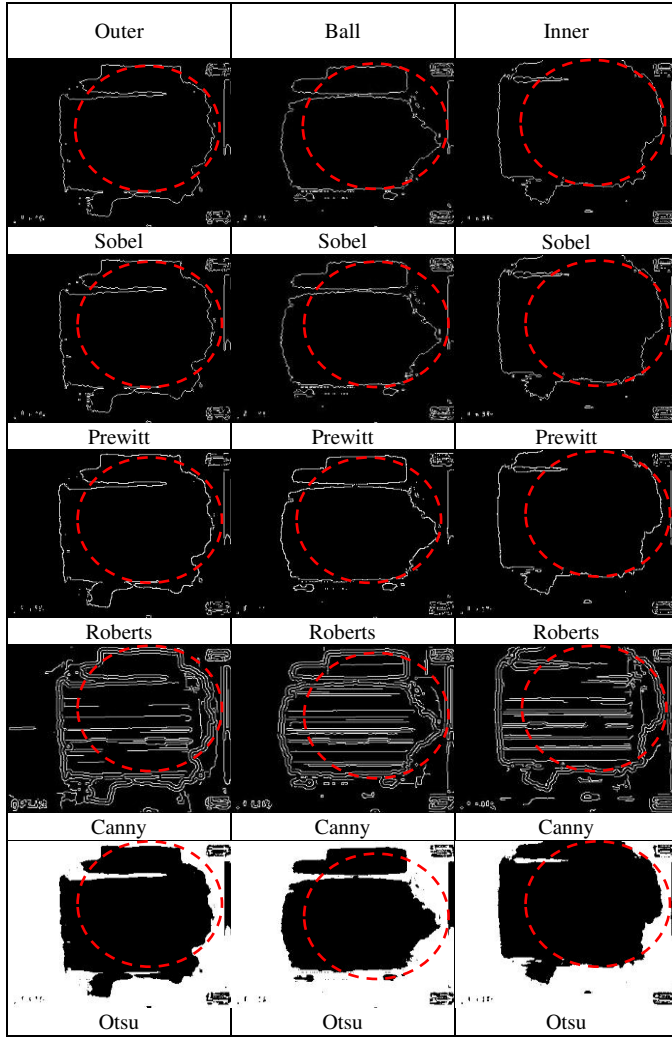 Outer Ball Inner
Sobel Sobel Sobel
Prewitt Prewitt Prewitt
Roberts Roberts Roberts
Canny Canny Canny
Otsu Otsu Otsu